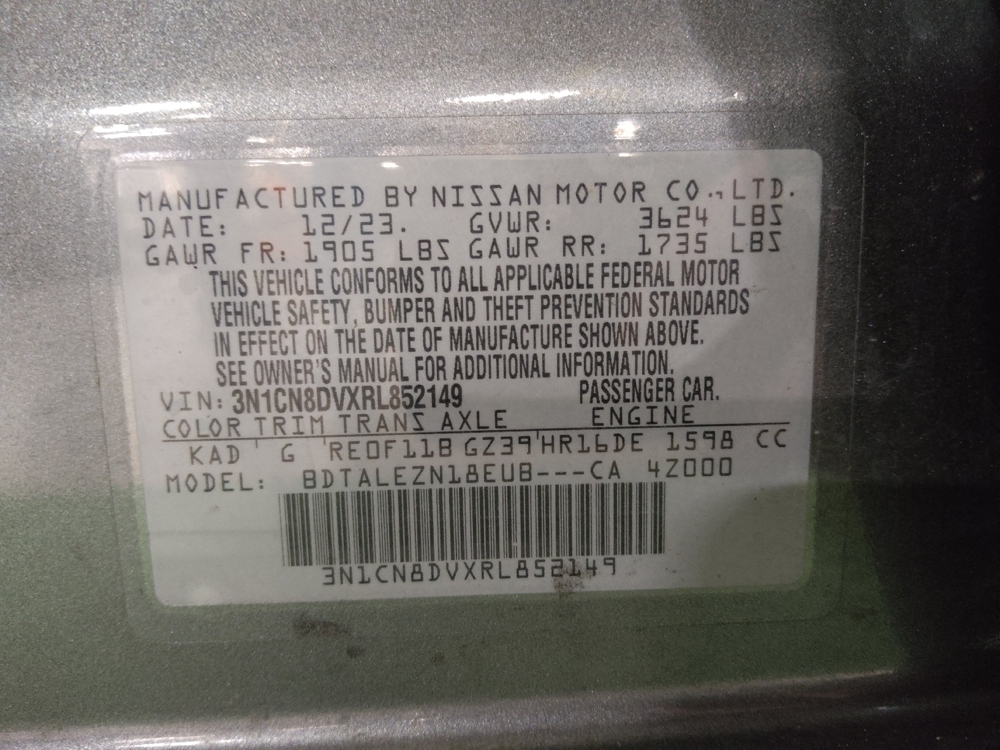 MANUFACTURED BY NISSAN MOTOR CO., LTD.
DATE: 12/23. GVWR: 3624 LBS
GAWR FR: 1905 LBS GAWR RR: 1735 LBS
THIS VEHICLE CONFORMS TO ALL APPLICABLE FEDERAL MOTOR
VEHICLE SAFETY, BUMPER AND THEFT PREVENTION STANDARDS
IN EFFECT ON THE DATE OF MANUFACTURE SHOWN ABOVE.
SEE OWNER'S MANUAL FOR ADDITIONAL INFORMATION.
VIN: 3N1CN8DVXRL852149 PASSENGER CAR.
COLOR TRIM TRANS AXLE ENGINE
KAD ' G ' RE0F11B GZ39 ' HR16DE 1598 CC
MODEL: BDTALEZN18EUB---CA 4Z000
3N1CN8DVXRL852149